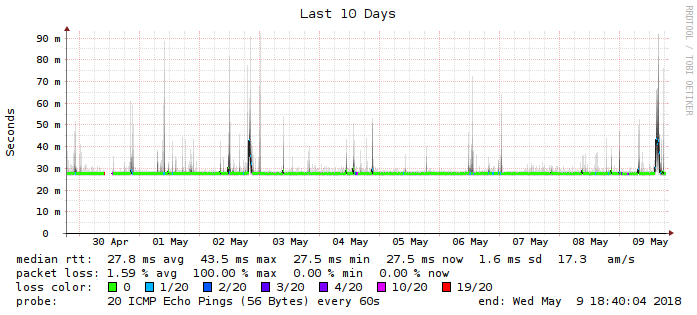 Last 10 Days
RRDTOOL / TOBI OETIKER
Seconds
90 m
80 m
70 m
60 m
50 m
40 m
30 m
20 m
10 m
0
30 Apr 01 May 02 May 03 May 04 May 05 May 06 May 07 May 08 May 09 May
median rtt: 27.8 ms avg 43.5 ms max 27.5 ms min 27.5 ms now 1.6 ms sd 17.3 am/s
packet loss: 1.59 % avg 100.00 % max 0.00 % min 0.00 % now
loss color: 0 1/20 2/20 3/20 4/20 10/20 19/20
probe: 20 ICMP Echo Pings (56 Bytes) every 60s end: Wed May 9 18:40:04 2018